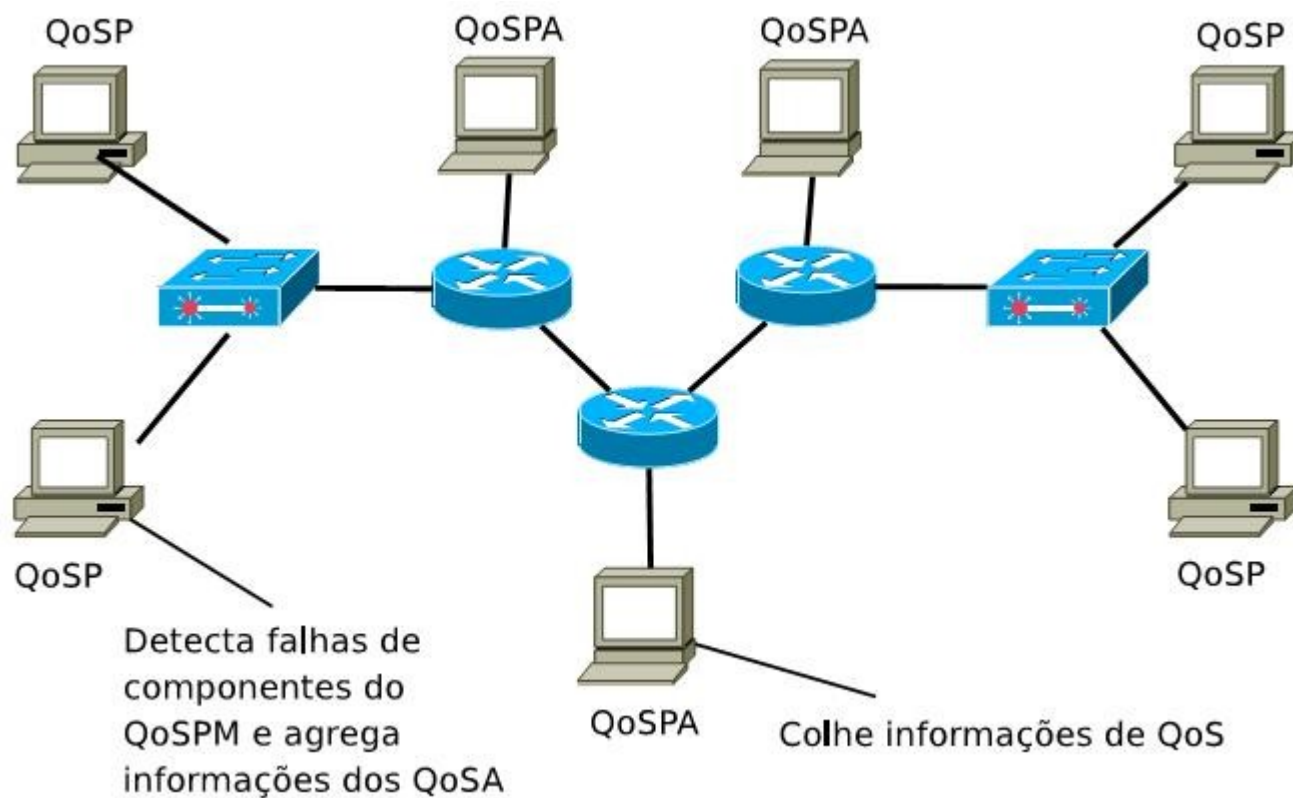 QoSP
QoSPA
QoSPA
QoSP
QoSP
Detecta falhas de
componentes do
QoSPM e agrega
informações dos QoSA
QoSPA
Colhe informações de QoS
QoSP